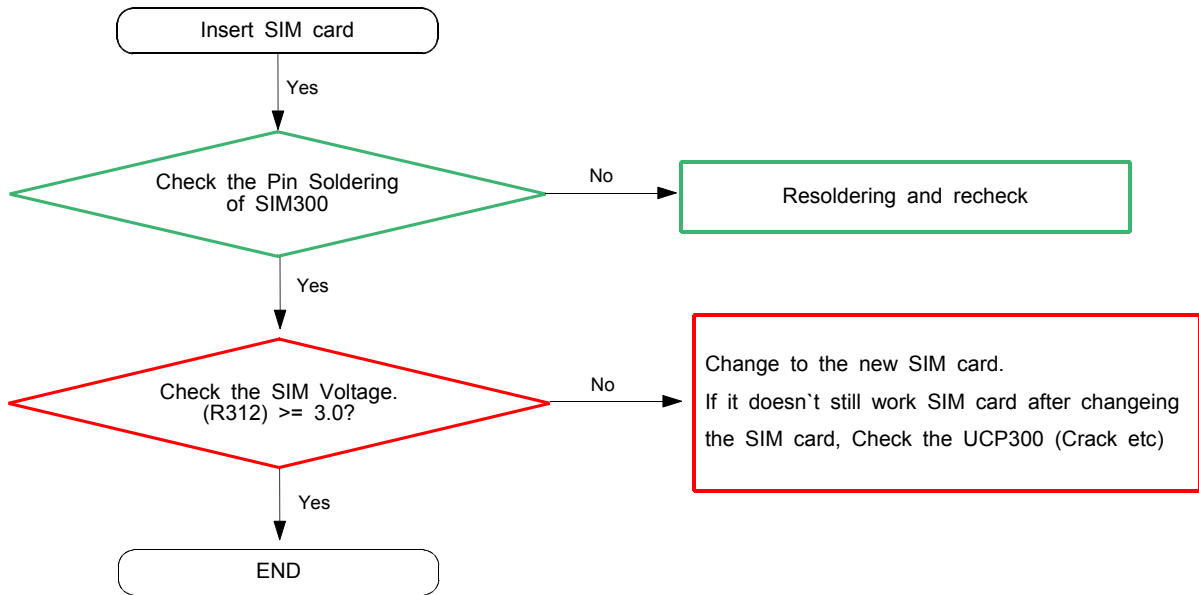 Insert SIM card
Yes
Check the Pin Soldering
of SIM300
No
Resoldering and recheck
Yes
Check the SIM Voltage.
(R312) >= 3.0?
No
Change to the new SIM card.
If it doesn`t still work SIM card after changeing
the SIM card, Check the UCP300 (Crack etc)
Yes
END